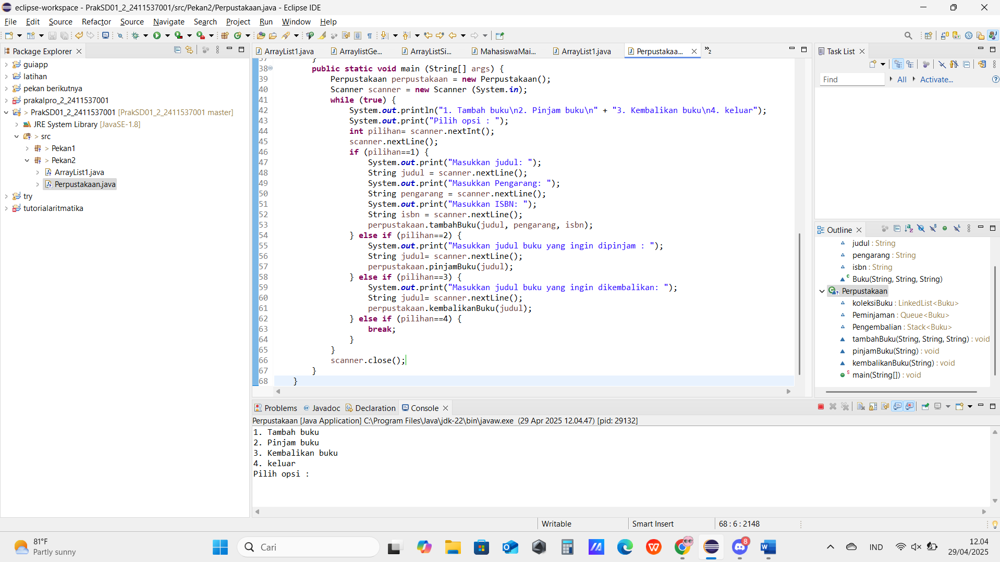 eclipse-workspace - PrakSD01_2_2411537001/src/Pekan2/Perpustakaan.java - Eclipse IDE
File Edit Source Refactor Source Navigate Search Project Run Window Help
Package Explorer
guiapp
latihan
pekan berikutnya
prakalpro_2_2411537001
> PrakSD01_2_2411537001 [PrakSD01_2_2411537001 master]
JRE System Library [JavaSE-1.8]
> src
> Pekan1
> Pekan2
ArrayList1.java
Perpustakaan.java
try
tutorialaritmatika
ArrayList1.java ArraylistGe... ArrayListSi... MahasiswaMai... ArrayList1.java Perpustakaa... »2
37 }
38 public static void main (String[] args) {
39 Perpustakaan perpustakaan = new Perpustakaan();
40 Scanner scanner = new Scanner (System.in);
41 while (true) {
42 System.out.println("1. Tambah buku\n2. Pinjam buku\n" + "3. Kembalikan buku\n4. keluar");
43 System.out.print("Pilih opsi : ");
44 int pilihan= scanner.nextInt();
45 scanner.nextLine();
46 if (pilihan==1) {
47 System.out.print("Masukkan judul: ");
48 String judul = scanner.nextLine();
49 System.out.print("Masukkan Pengarang: ");
50 String pengarang = scanner.nextLine();
51 System.out.print("Masukkan ISBN: ");
52 String isbn = scanner.nextLine();
53 perpustakaan.tambahBuku(judul, pengarang, isbn);
54 } else if (pilihan==2) {
55 System.out.print("Masukkan judul buku yang ingin dipinjam : ");
56 String judul= scanner.nextLine();
57 perpustakaan.pinjamBuku(judul);
58 } else if (pilihan==3) {
59 System.out.print("Masukkan judul buku yang ingin dikembalikan: ");
60 String judul= scanner.nextLine();
61 perpustakaan.kembalikanBuku(judul);
62 } else if (pilihan==4) {
63 break;
64 }
65 }
66 scanner.close();
67 }
68 }
Task List
Find All Activate...
Outline
judul : String
pengarang : String
isbn : String
Buku(String, String, String)
Perpustakaan
koleksiBuku : LinkedList<Buku>
Peminjaman : Queue<Buku>
Pengembalian : Stack<Buku>
tambahBuku(String, String, String) : void
pinjamBuku(String) : void
kembalikanBuku(String) : void
main(String[]) : void
Problems Javadoc Declaration Console
Perpustakaan [Java Application] C:\Program Files\Java\jdk-22\bin\javaw.exe (29 Apr 2025 12.04.47) [pid: 29132]
1. Tambah buku
2. Pinjam buku
3. Kembalikan buku
4. keluar
Pilih opsi :
Writable Smart Insert 68 : 6 : 2148
81°F
Partly sunny
Cari
8
IND
12.04
29/04/2025